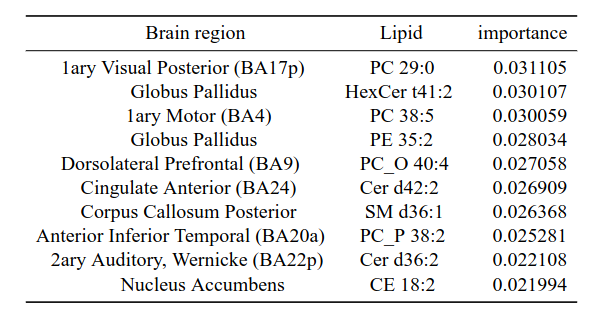 Brain region Lipid importance
1ary Visual Posterior (BA17p) PC 29:0 0.031105
Globus Pallidus HexCer t41:2 0.030107
1ary Motor (BA4) PC 38:5 0.030059
Globus Pallidus PE 35:2 0.028034
Dorsolateral Prefrontal (BA9) PC_O 40:4 0.027058
Cingulate Anterior (BA24) Cer d42:2 0.026909
Corpus Callosum Posterior SM d36:1 0.026368
Anterior Inferior Temporal (BA20a) PC_P 38:2 0.025281
2ary Auditory, Wernicke (BA22p) Cer d36:2 0.022108
Nucleus Accumbens CE 18:2 0.021994